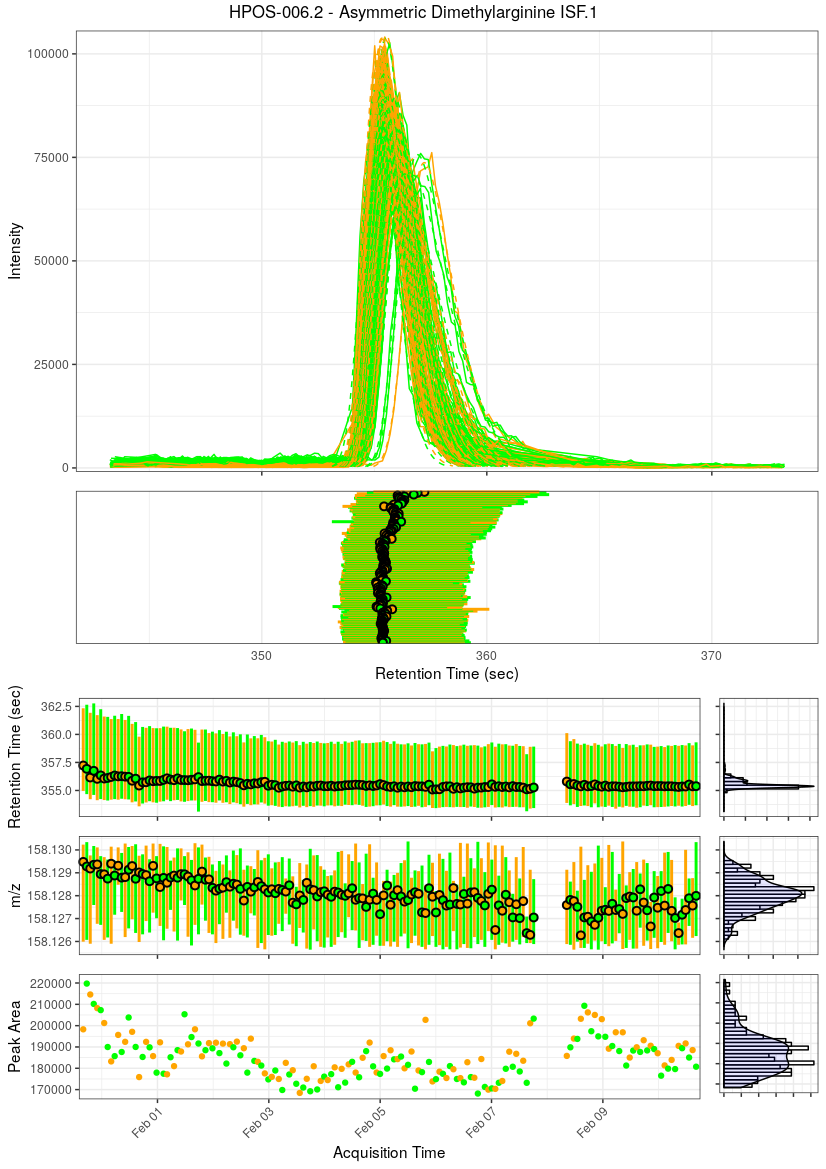 HPOS-006.2 - Asymmetric Dimethylarginine ISF.1
100000
75000
50000
25000
0
Intensity
350
360
370
Retention Time (sec)
362.5
360.0
357.5
355.0
Retention Time (sec)
158.130
158.129
158.128
158.127
158.126
m/z
220000
210000
200000
190000
180000
170000
Peak Area
Feb 01
Feb 03
Feb 05
Feb 07
Feb 09
Acquisition Time